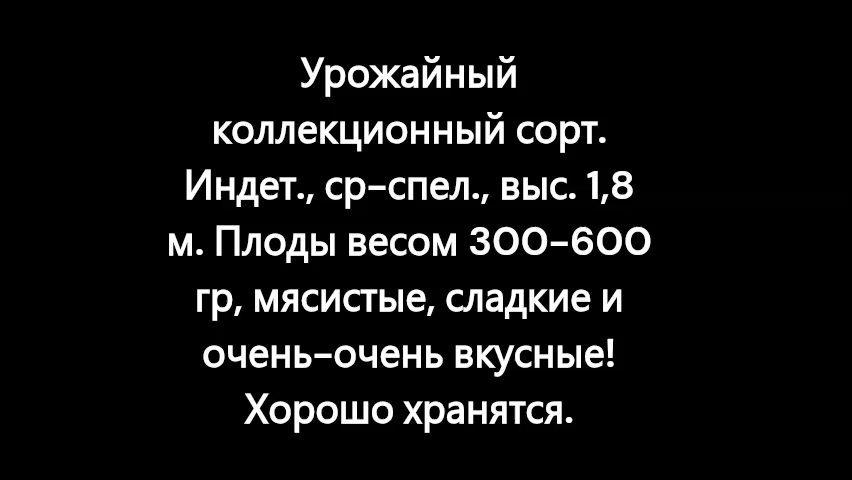 Урожайный
коллекционный сорт.
Индет., ср-спел., выс. 1,8
м. Плоды весом 300-600
гр, мясистые, сладкие и
очень-очень вкусные!
Хорошо хранятся.